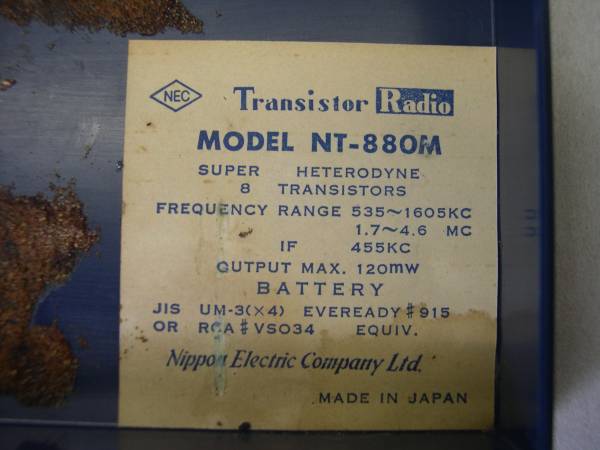 NEC
Transistor Radio
MODEL NT-880M
SUPER HETERODYNE
8 TRANSISTORS
FREQUENCY RANGE 535~1605KC
1.7~4.6 MC
IF 455KC
OUTPUT MAX. 120mW
BATTERY
JIS UM-3(×4) EVEREADY#915
OR RCA#VS034 EQUIV.
Nippon Electric Company Ltd.
MADE IN JAPAN